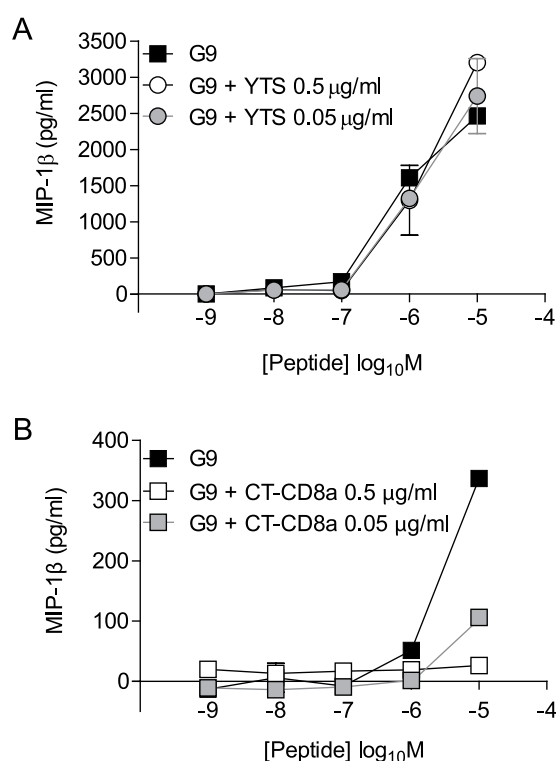 A
3500
3000
2500
2000
1500
1000
500
0
MIP-1β (pg/ml)
G9
G9 + YTS 0.5 μg/ml
G9 + YTS 0.05 μg/ml
-9 -8 -7 -6 -5 -4
[Peptide] log₁₀M
B
400
300
200
100
0
MIP-1β (pg/ml)
G9
G9 + CT-CD8a 0.5 μg/ml
G9 + CT-CD8a 0.05 μg/ml
-9 -8 -7 -6 -5 -4
[Peptide] log₁₀M